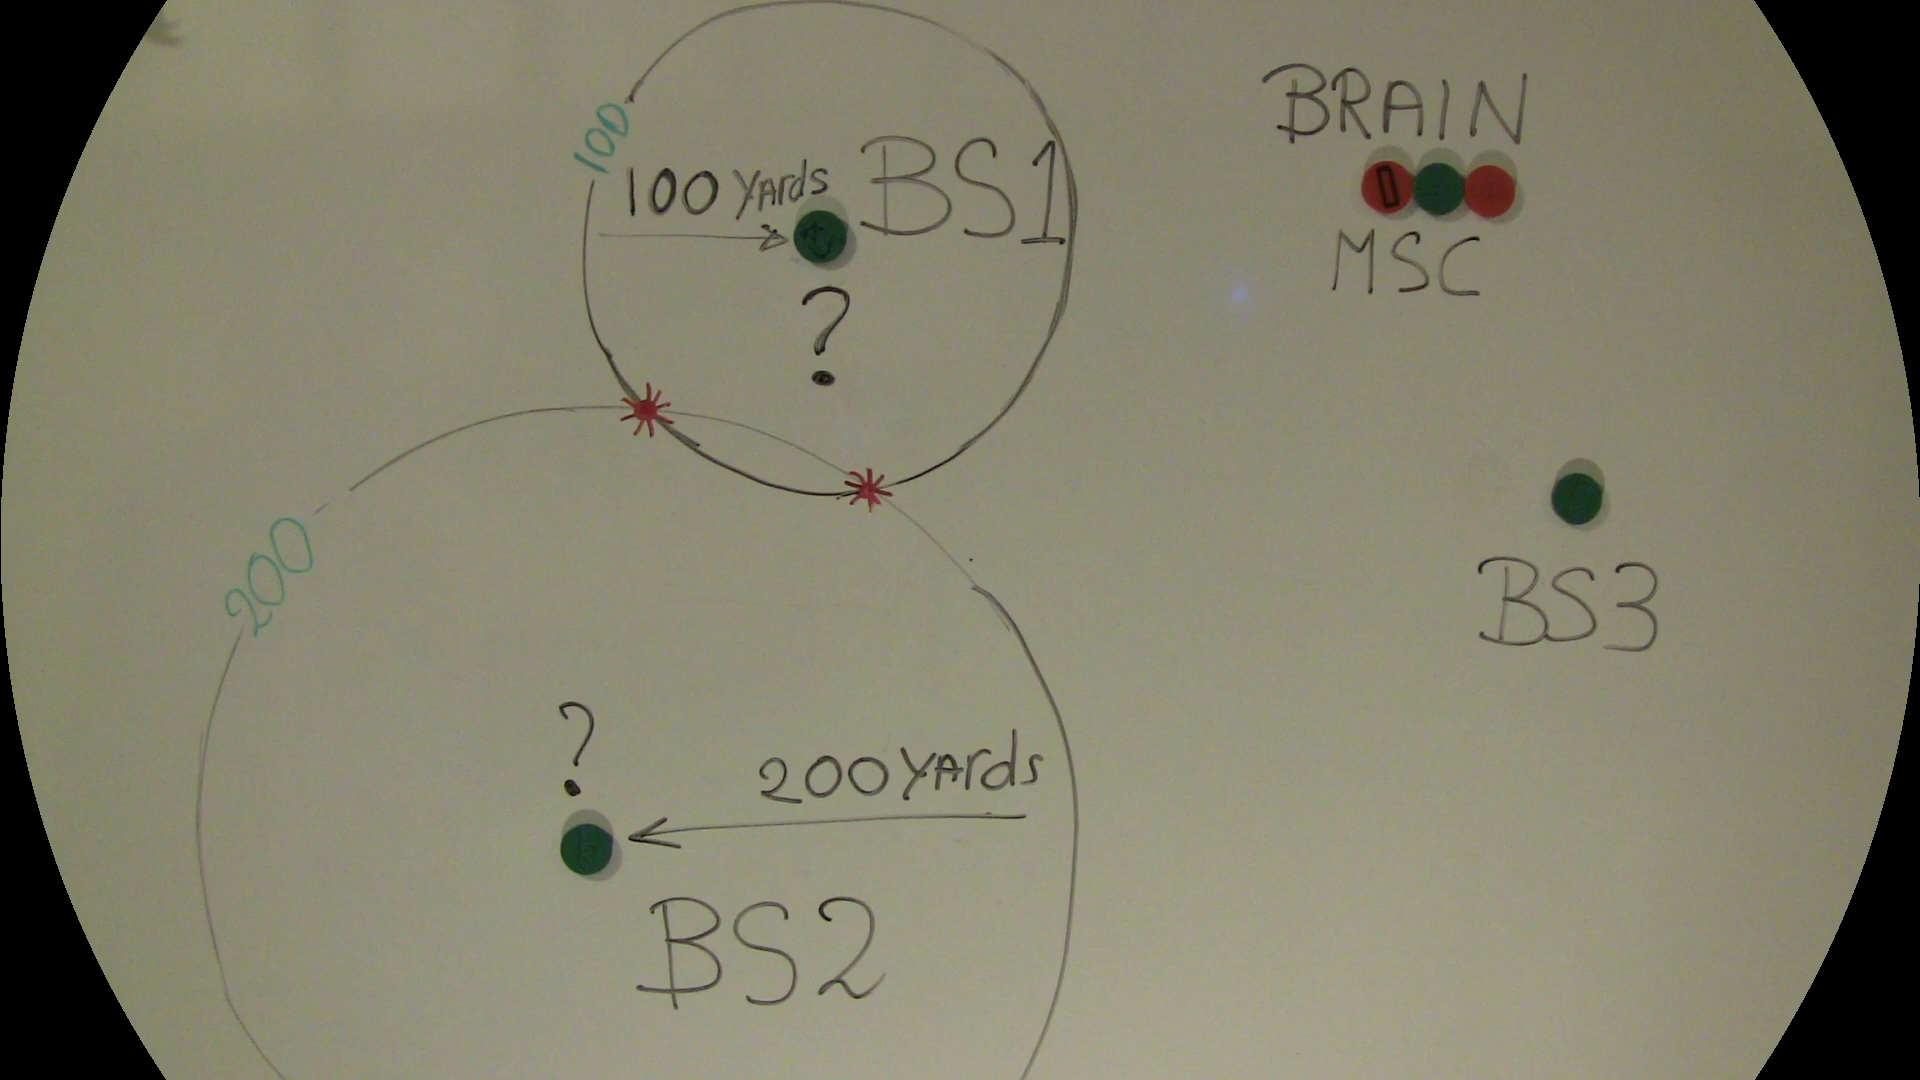 100
100 YARDS BS1
?
BRAIN
MSC
200
BS3
?
200 YARDS
BS2